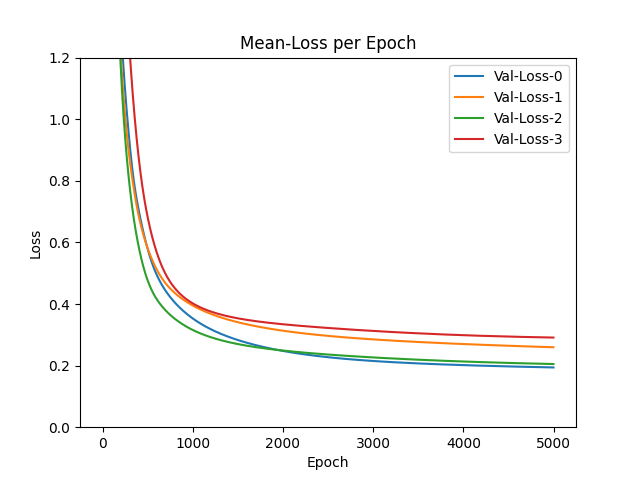 Mean-Loss per Epoch
Val-Loss-0
Val-Loss-1
Val-Loss-2
Val-Loss-3
Loss
1.2
1.0
0.8
0.6
0.4
0.2
0.0
0 1000 2000 3000 4000 5000
Epoch